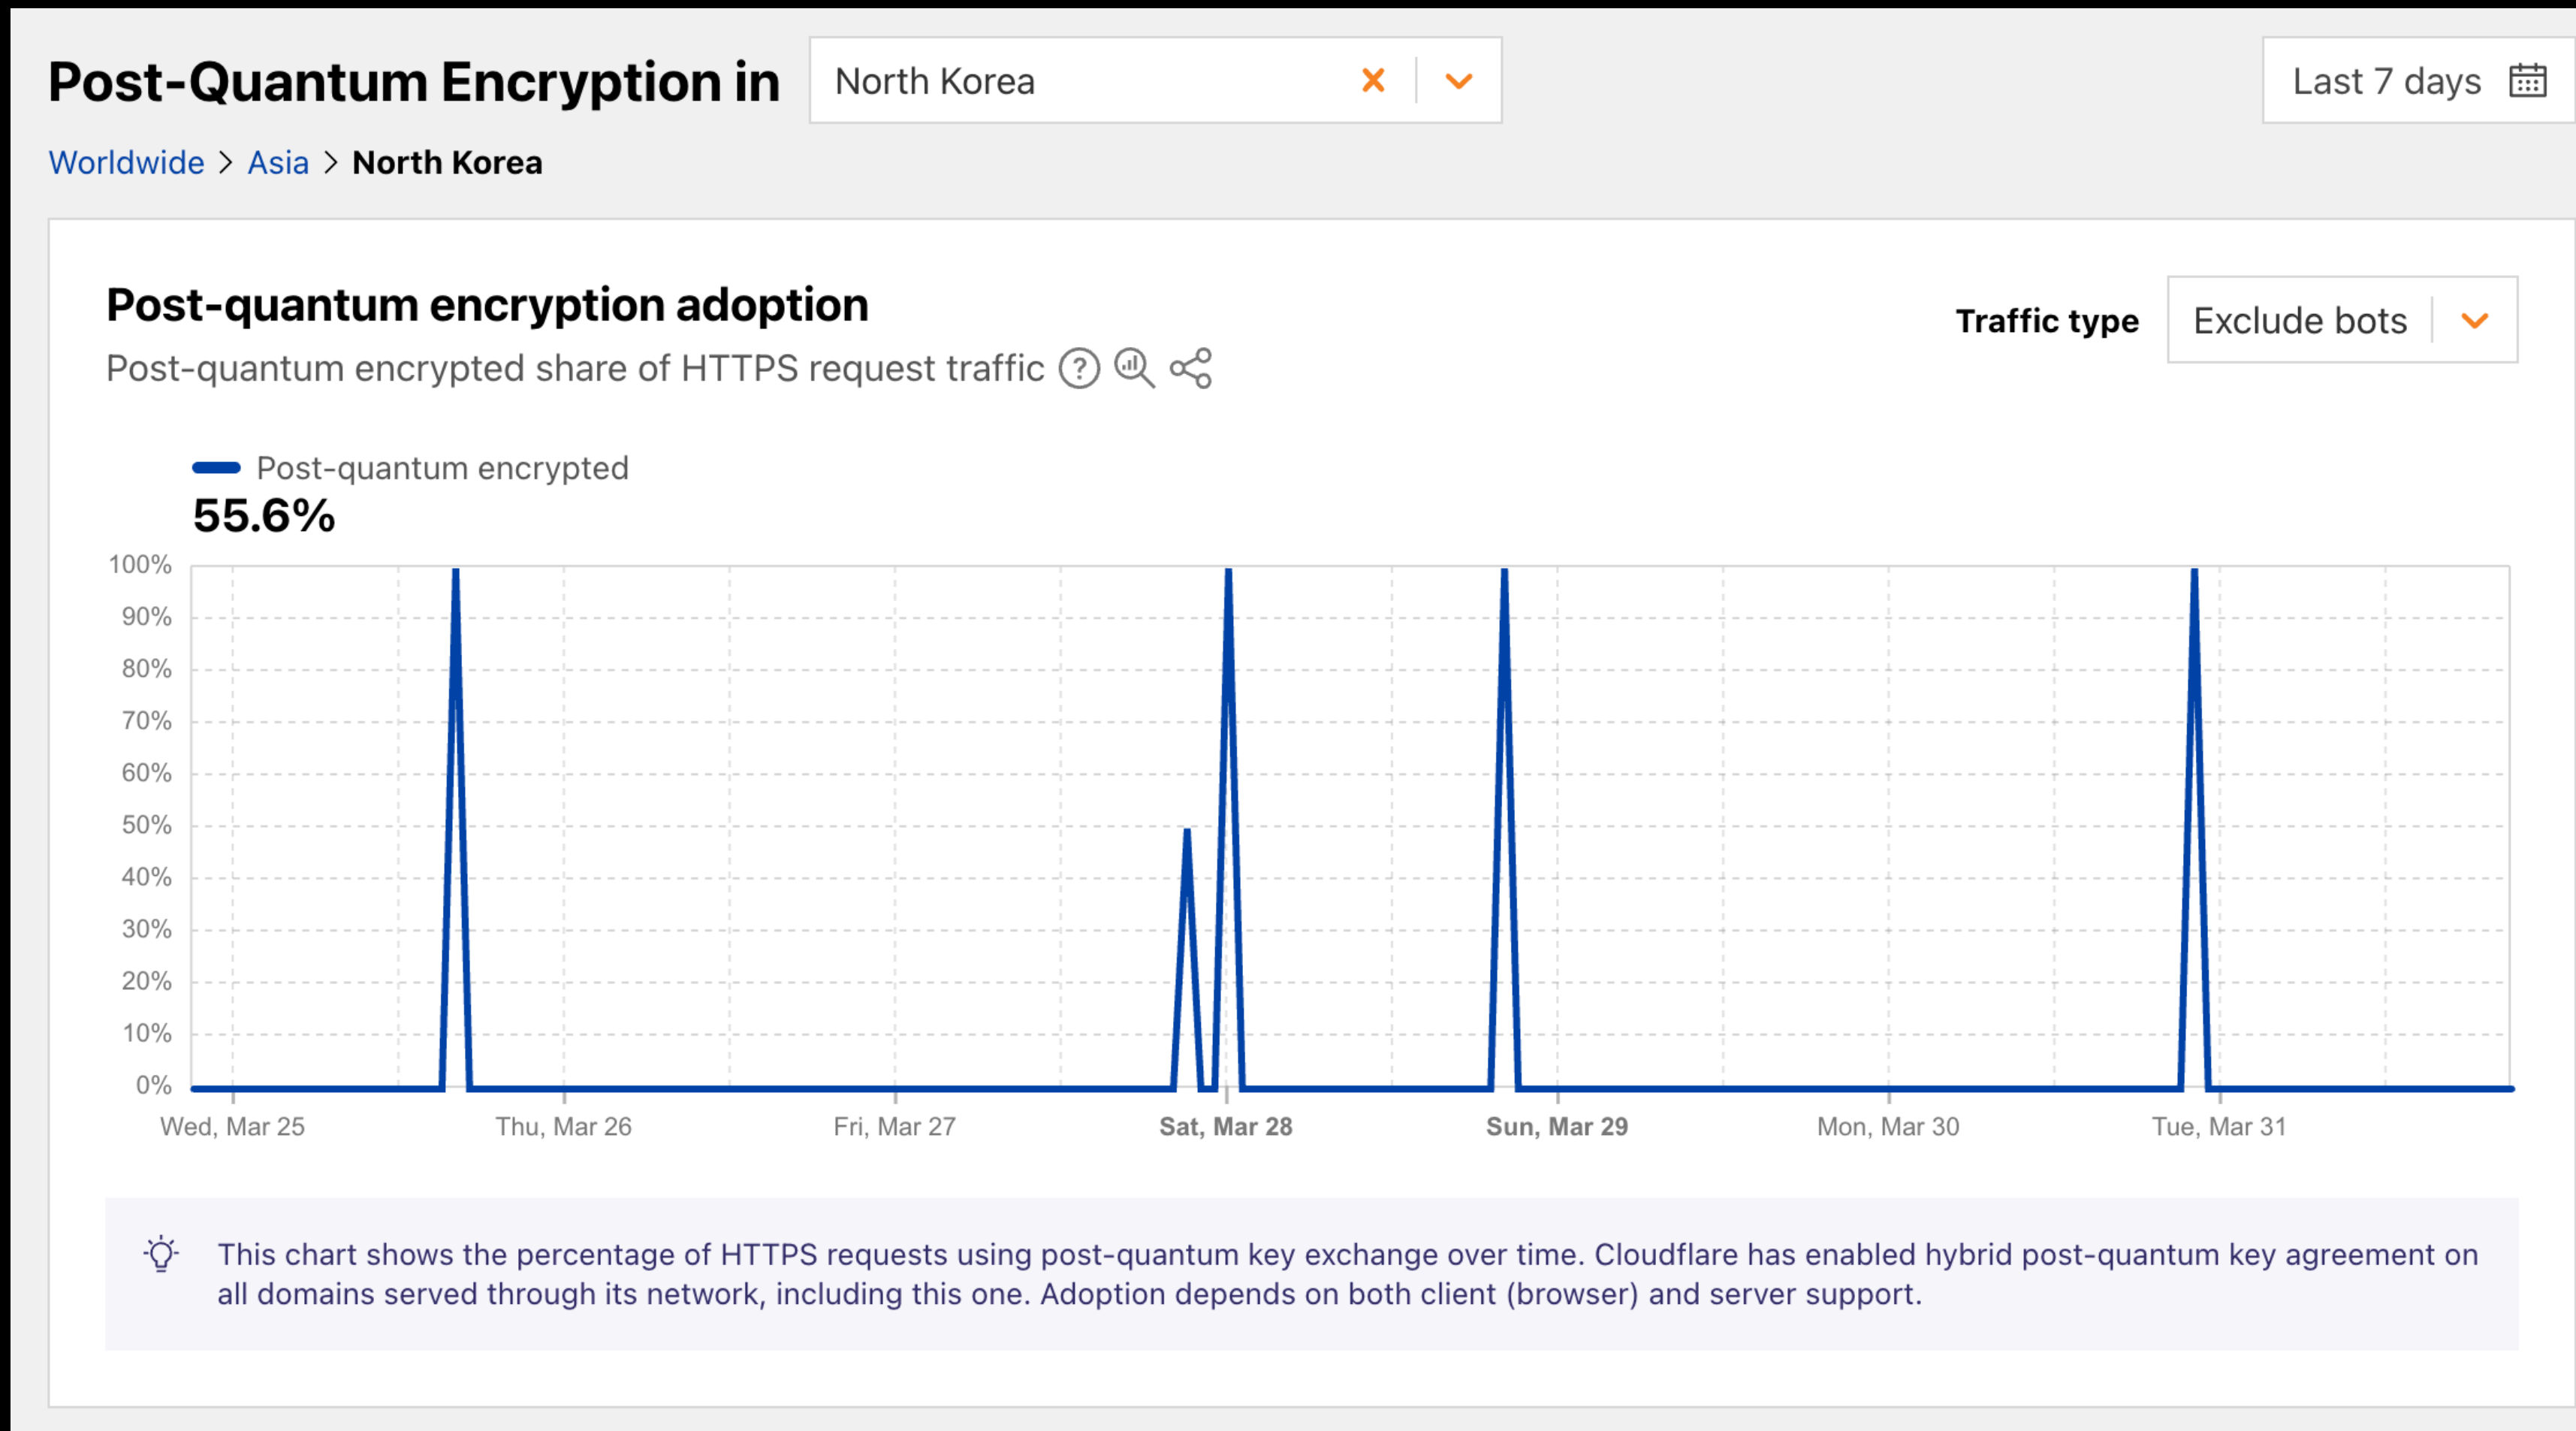 Post-Quantum Encryption in
North Korea
Last 7 days
Worldwide > Asia > North Korea
Post-quantum encryption adoption
Post-quantum encrypted share of HTTPS request traffic ?
Traffic type
Exclude bots
Post-quantum encrypted
55.6%
100%
90%
80%
70%
60%
50%
40%
30%
20%
10%
0%
Wed, Mar 25 Thu, Mar 26 Fri, Mar 27 Sat, Mar 28 Sun, Mar 29 Mon, Mar 30 Tue, Mar 31
This chart shows the percentage of HTTPS requests using post-quantum key exchange over time. Cloudflare has enabled hybrid post-quantum key agreement on
all domains served through its network, including this one. Adoption depends on both client (browser) and server support.